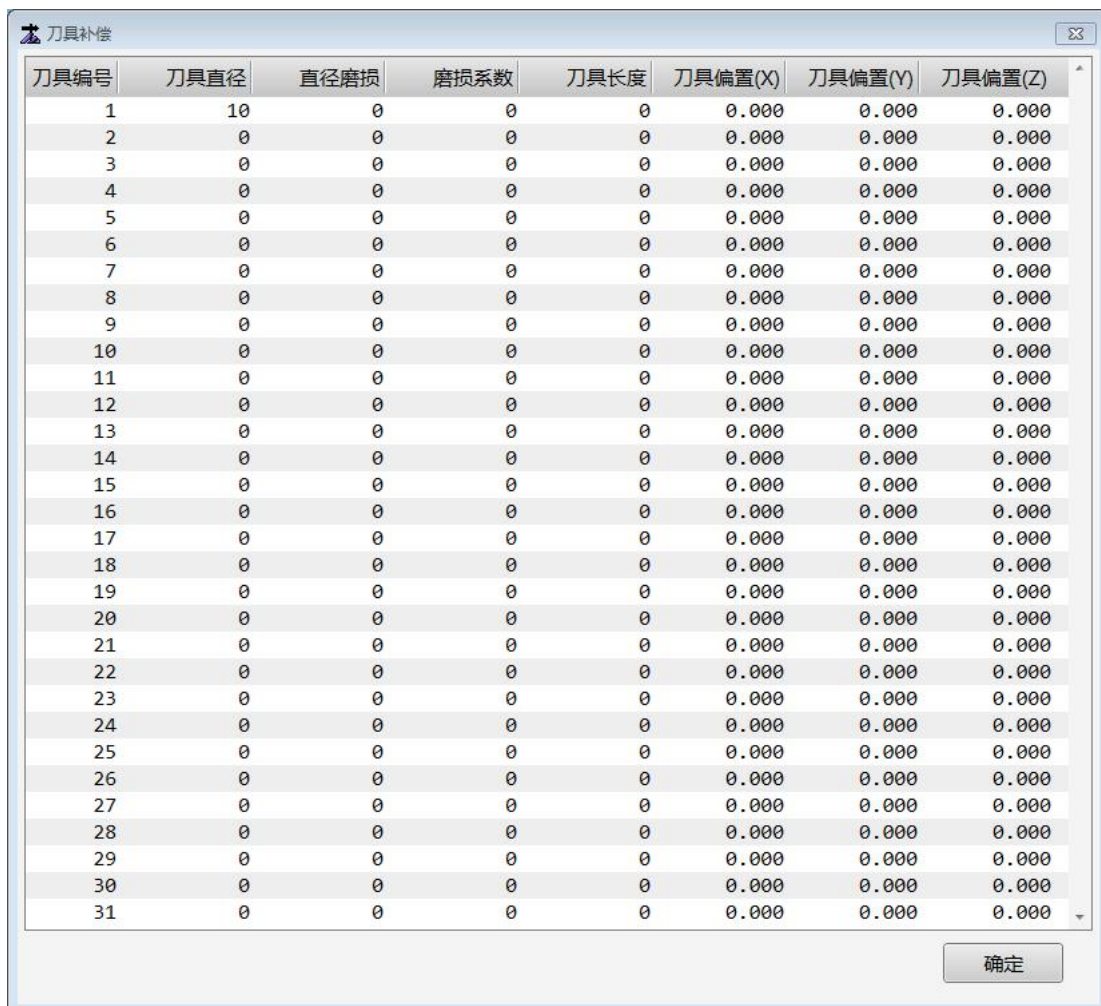 刀具补偿
刀具编号 刀具直径 直径磨损 磨损系数 刀具长度 刀具偏置(X) 刀具偏置(Y) 刀具偏置(Z)
1 10 0 0 0 0.000 0.000 0.000
2 0 0 0 0 0.000 0.000 0.000
3 0 0 0 0 0.000 0.000 0.000
4 0 0 0 0 0.000 0.000 0.000
5 0 0 0 0 0.000 0.000 0.000
6 0 0 0 0 0.000 0.000 0.000
7 0 0 0 0 0.000 0.000 0.000
8 0 0 0 0 0.000 0.000 0.000
9 0 0 0 0 0.000 0.000 0.000
10 0 0 0 0 0.000 0.000 0.000
11 0 0 0 0 0.000 0.000 0.000
12 0 0 0 0 0.000 0.000 0.000
13 0 0 0 0 0.000 0.000 0.000
14 0 0 0 0 0.000 0.000 0.000
15 0 0 0 0 0.000 0.000 0.000
16 0 0 0 0 0.000 0.000 0.000
17 0 0 0 0 0.000 0.000 0.000
18 0 0 0 0 0.000 0.000 0.000
19 0 0 0 0 0.000 0.000 0.000
20 0 0 0 0 0.000 0.000 0.000
21 0 0 0 0 0.000 0.000 0.000
22 0 0 0 0 0.000 0.000 0.000
23 0 0 0 0 0.000 0.000 0.000
24 0 0 0 0 0.000 0.000 0.000
25 0 0 0 0 0.000 0.000 0.000
26 0 0 0 0 0.000 0.000 0.000
27 0 0 0 0 0.000 0.000 0.000
28 0 0 0 0 0.000 0.000 0.000
29 0 0 0 0 0.000 0.000 0.000
30 0 0 0 0 0.000 0.000 0.000
31 0 0 0 0 0.000 0.000 0.000
确定